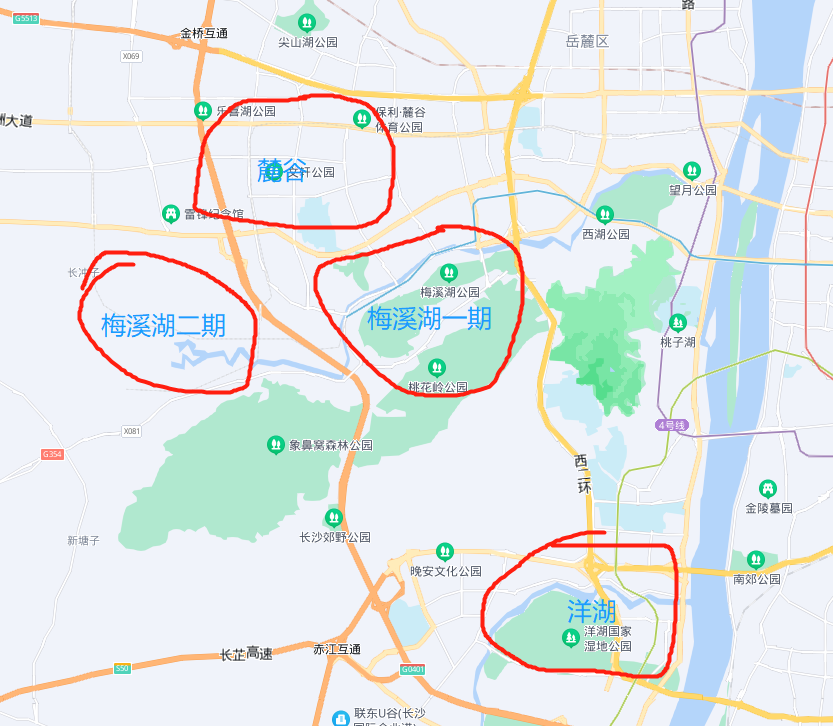 路
G5513
金桥互通
尖山湖公园
岳麓区
X069
乐喜湖公园
保利·麓谷
体育公园
洲大道
麓谷
公园
望月公园
雷锋纪念馆
西湖公园
长冲子
梅溪湖公园
梅溪湖二期
梅溪湖一期
桃子湖
桃花岭公园
4号线
X081
象鼻窝森林公园
G354
西二环
金陵墓园
长沙郊野公园
新塘子
晚安文化公园
南郊公园
洋湖
洋湖国家
湿地公园
赤江互通
长芷高速
S50
G0401
联东U谷(长沙